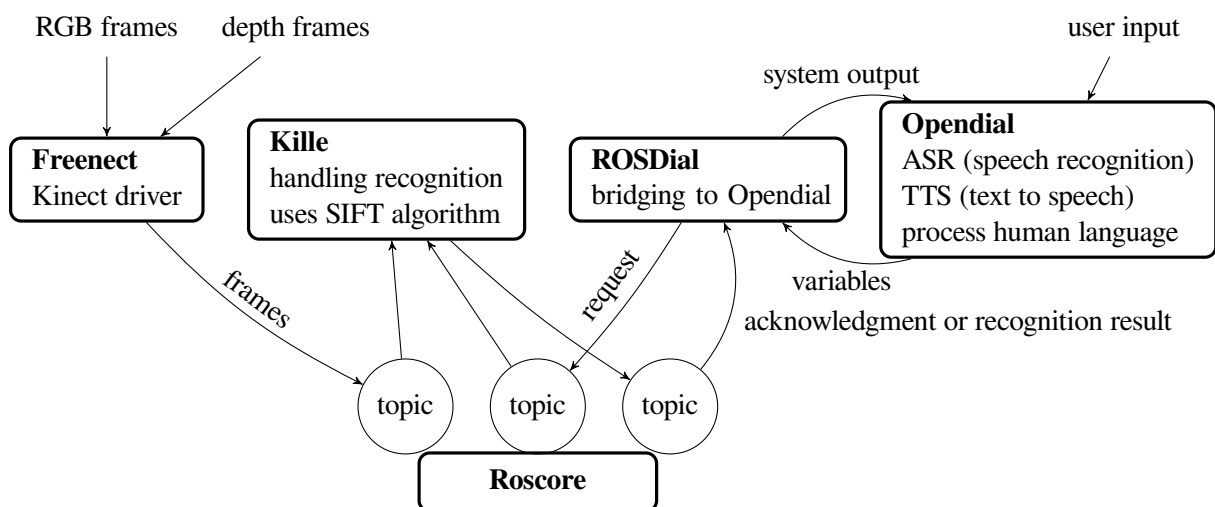 RGB frames
depth frames
user input
system output
Freenect
Kinect driver
Kille
handling recognition
uses SIFT algorithm
ROSDial
bridging to Opendial
Opendial
ASR (speech recognition)
TTS (text to speech)
process human language
frames
request
variables
acknowledgment or recognition result
topic
topic
topic
Roscore